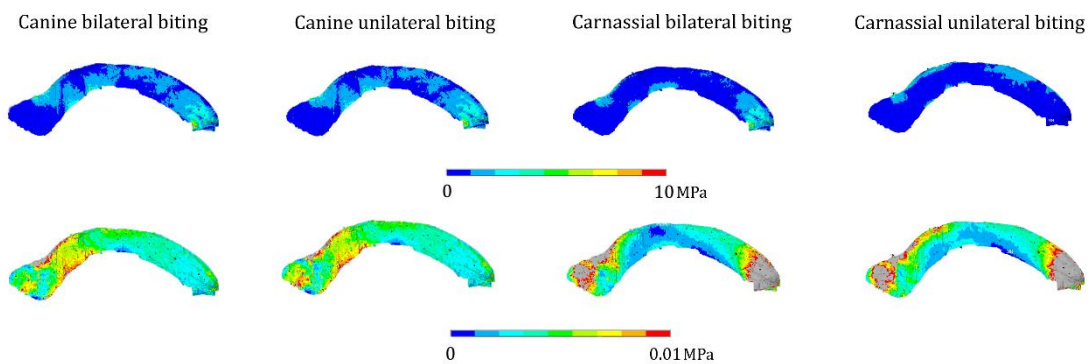 Canine bilateral biting
Canine unilateral biting
Carnassial bilateral biting
Carnassial unilateral biting
0
10 MPa
0
0.01 MPa